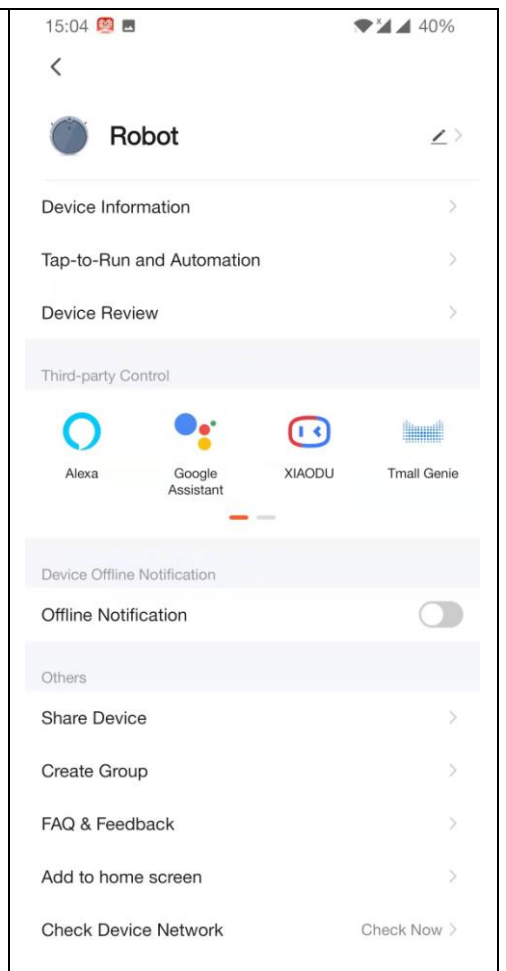 15:04 40%
Robot
Device Information
Tap-to-Run and Automation
Device Review
Third-party Control
Alexa Google Assistant XIAODU Tmall Genie
Device Offline Notification
Offline Notification
Others
Share Device
Create Group
FAQ & Feedback
Add to home screen
Check Device Network Check Now